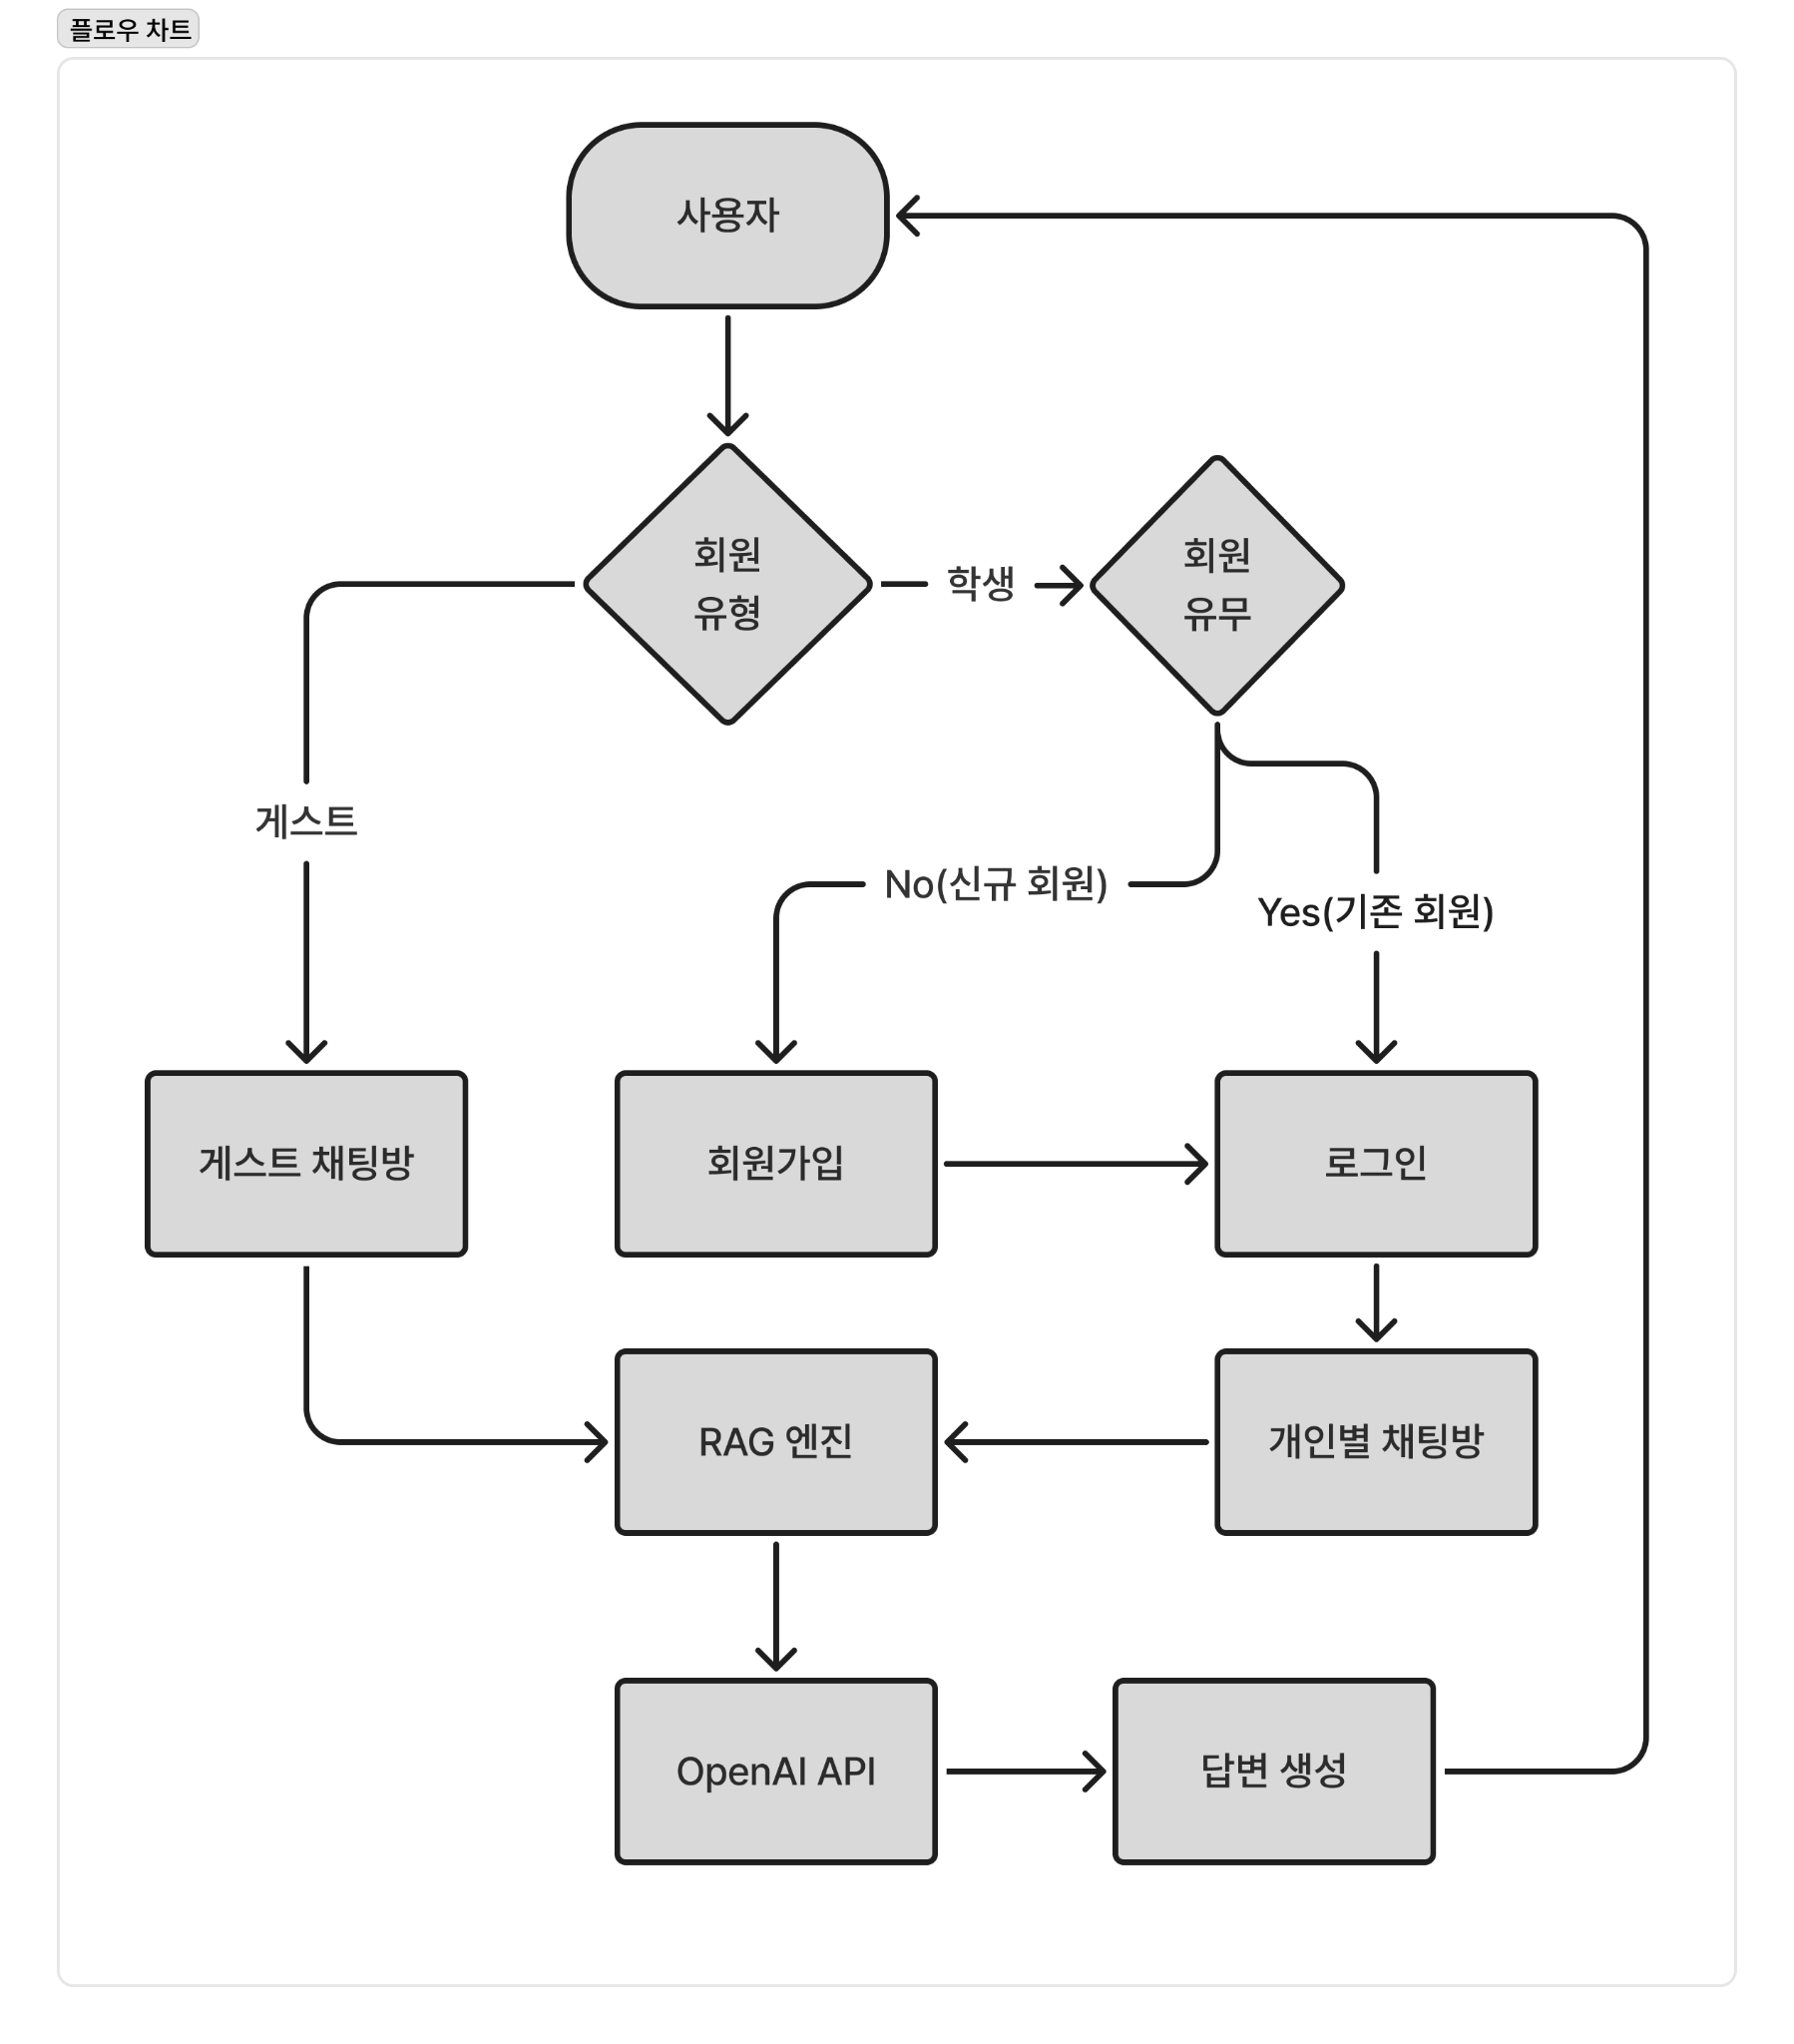 플로우 차트
사용자
회원
유형
학생
회원
유무
게스트
No(신규 회원)
Yes(기존 회원)
게스트 채팅방
회원가입
로그인
RAG 엔진
개인별 채팅방
OpenAI API
답변 생성